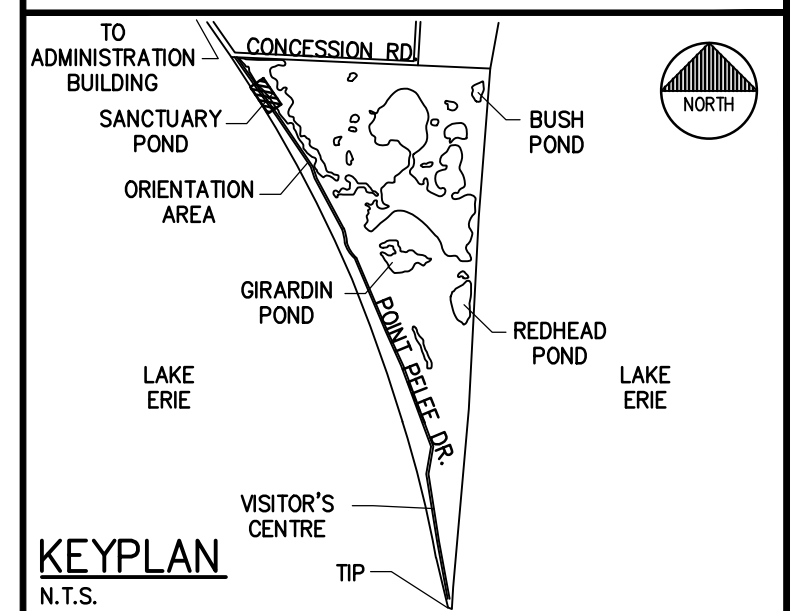 TO
ADMINISTRATION
BUILDING
CONCESSION RD.
NORTH
SANCTUARY
POND
BUSH
POND
ORIENTATION
AREA
GIRARDIN
POND
POINT PELEE DR.
REDHEAD
POND
LAKE
ERIE
LAKE
ERIE
VISITOR'S
CENTRE
KEYPLAN
TIP
N.T.S.